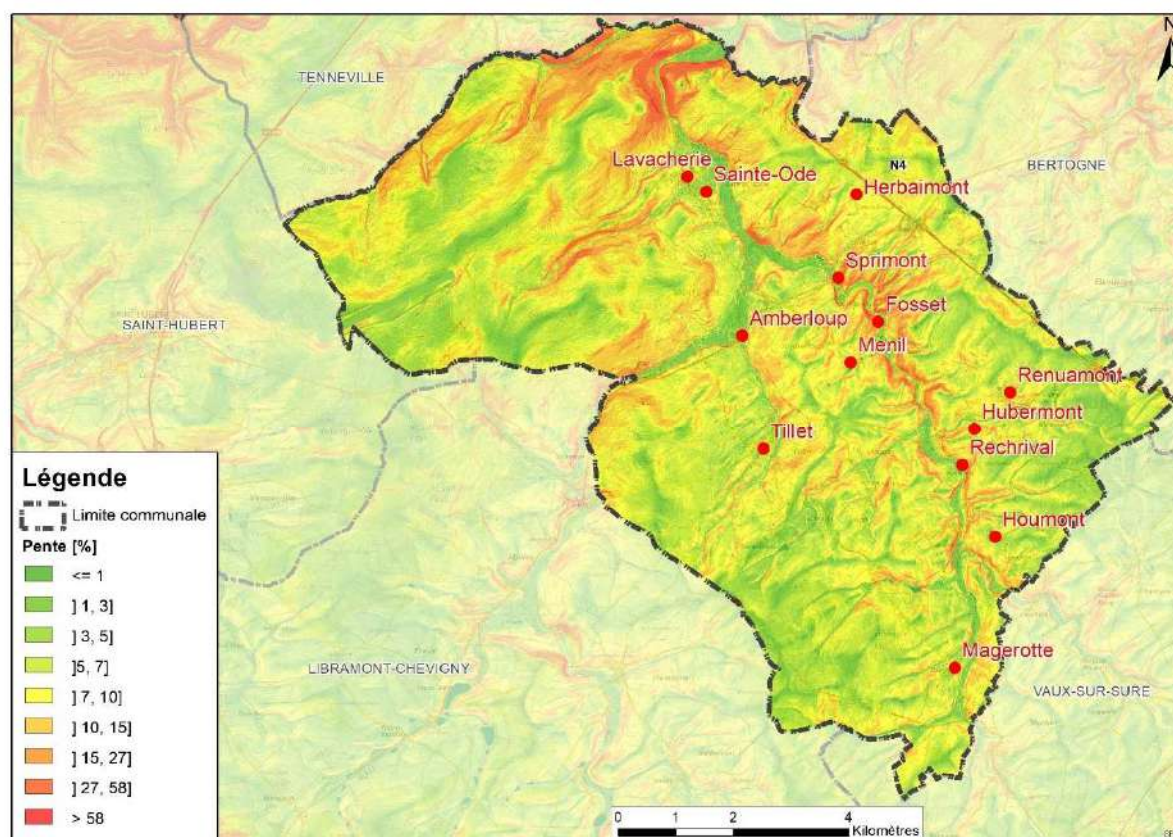 N
TENNEVILLE
N4
BERTOGNE
Lavacherie
Sainte-Ode
Herbaimont
Sprimont
SAINT-HUBERT
Fosset
Amberloup
Menil
Renuamont
Hubermont
Tillet
Rechrival
Houmont
LIBRAMONT-CHEVIGNY
Magerotte
VAUX-SUR-SURE
Légende
Limite communale
Pente [%]
<= 1
] 1, 3]
] 3, 5]
]5, 7]
] 7, 10]
] 10, 15]
] 15, 27]
] 27, 58]
> 58
0 1 2 4
Kilomètres